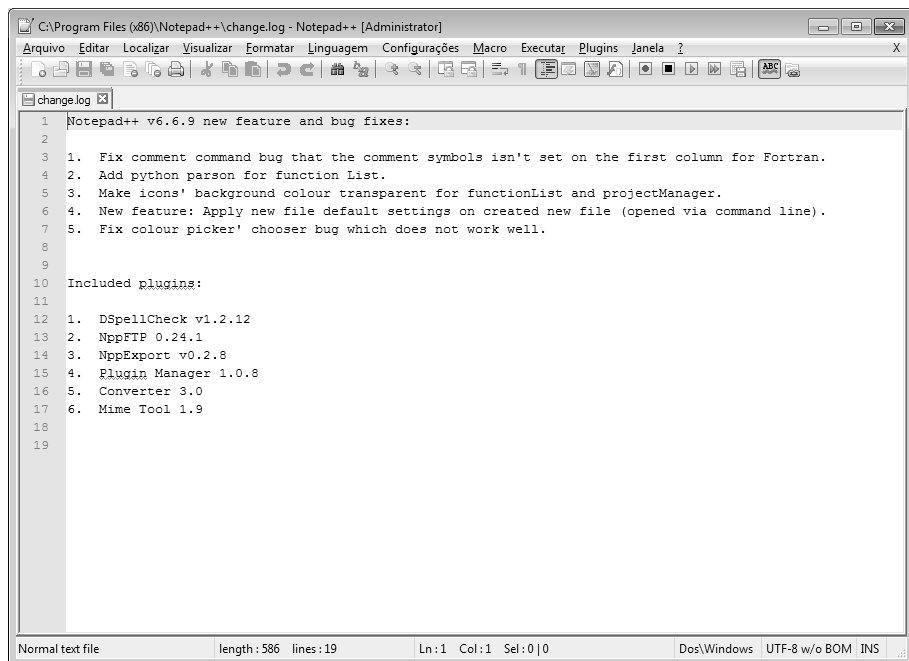 C:\Program Files (x86)\Notepad++\change.log - Notepad++ [Administrator]
Arquivo Editar Localizar Visualizar Formatar Linguagem Configurações Macro Executar Plugins Janela ? X
ABC
change.log
1 Notepad++ v6.6.9 new feature and bug fixes:
2
3 1. Fix comment command bug that the comment symbols isn't set on the first column for Fortran.
4 2. Add python parson for function List.
5 3. Make icons' background colour transparent for functionList and projectManager.
6 4. New feature: Apply new file default settings on created new file (opened via command line).
7 5. Fix colour picker' chooser bug which does not work well.
8
9
10 Included plugins:
11
12 1. DSpellCheck v1.2.12
13 2. NppFTP 0.24.1
14 3. NppExport v0.2.8
15 4. Plugin Manager 1.0.8
16 5. Converter 3.0
17 6. Mime Tool 1.9
18
19
Normal text file length : 586 lines : 19 Ln : 1 Col : 1 Sel : 0 | 0 Dos\Windows UTF-8 w/o BOM INS